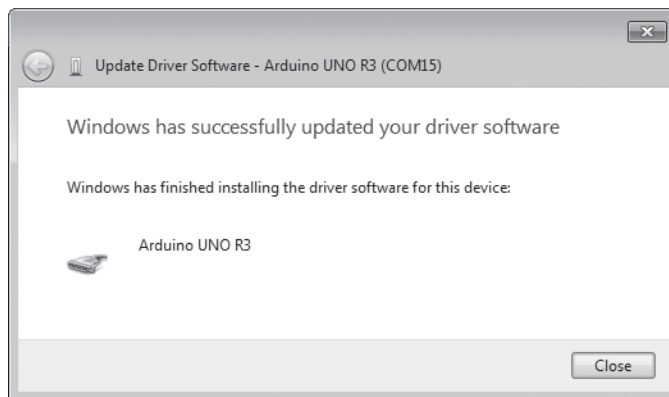 Update Driver Software - Arduino UNO R3 (COM15)
Windows has successfully updated your driver software
Windows has finished installing the driver software for this device:
Arduino UNO R3
Close